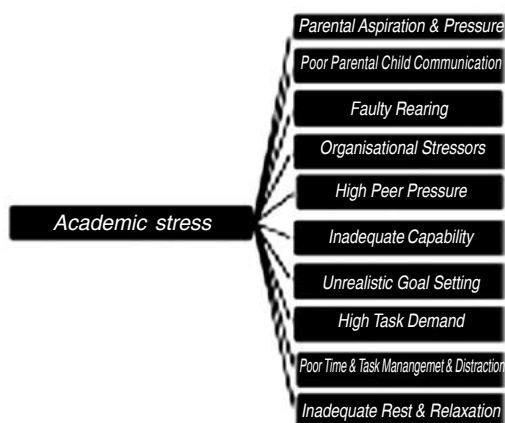 Parental Aspiration & Pressure
Poor Parental Child Communication
Faulty Rearing
Organisational Stressors
High Peer Pressure
Academic stress
Inadequate Capability
Unrealistic Goal Setting
High Task Demand
Poor Time & Task Manangemet & Distraction
Inadequate Rest & Relaxation